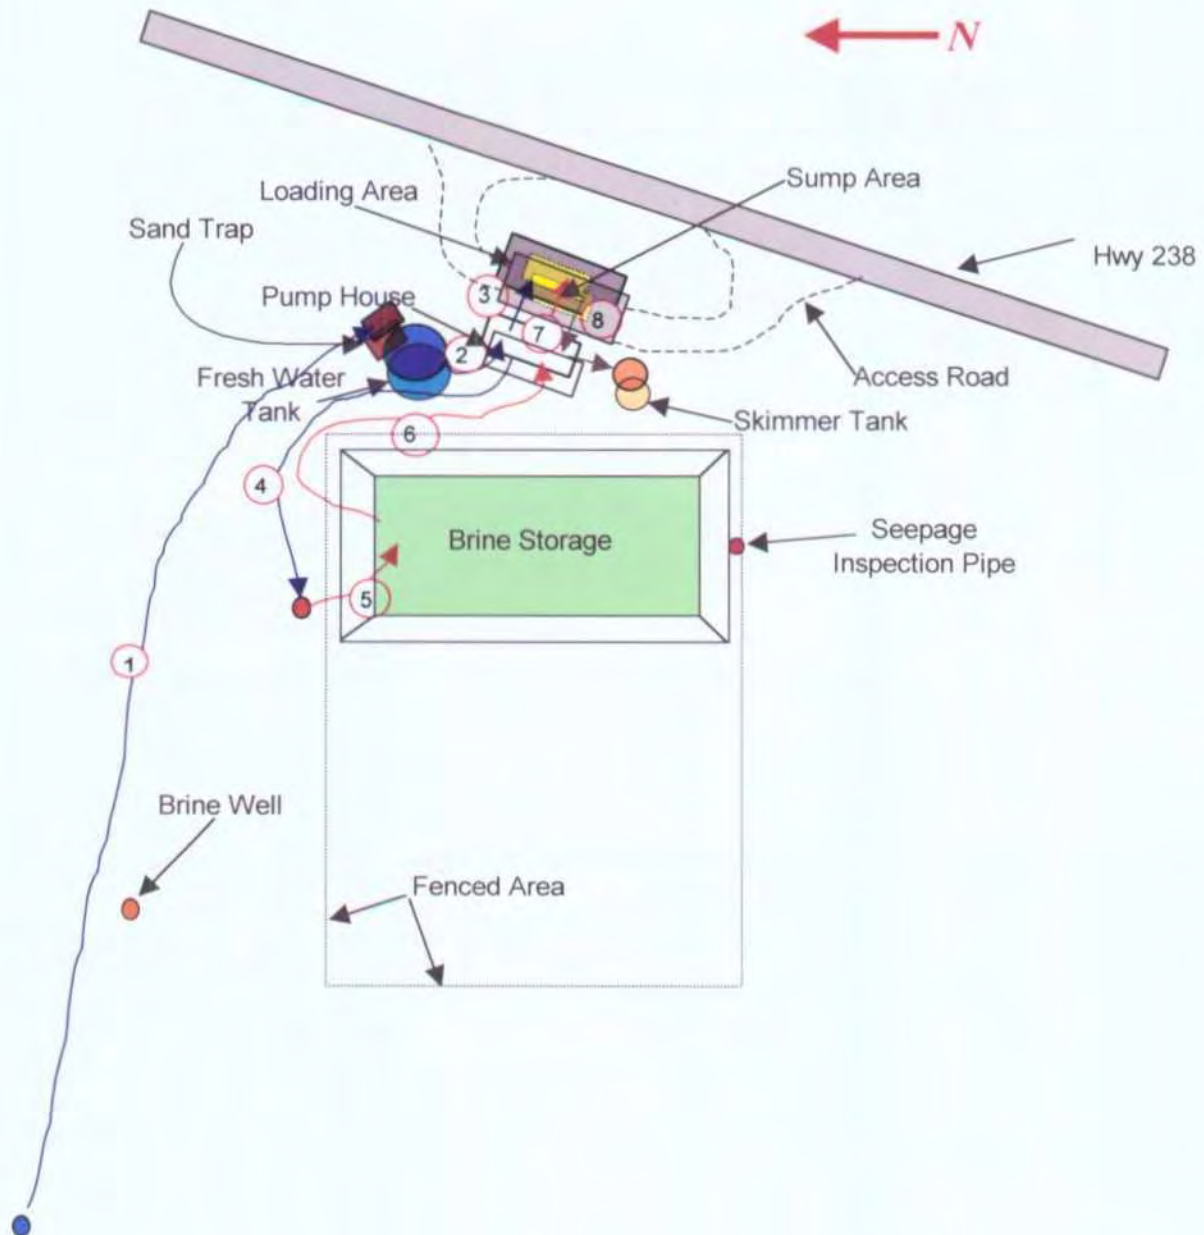 N
Sump Area
Loading Area
Sand Trap
Hwy 238
Pump House
3
8
7
2
Fresh Water
Tank
Access Road
Skimmer Tank
6
4
Brine Storage
Seepage
Inspection Pipe
5
1
Brine Well
Fenced Area